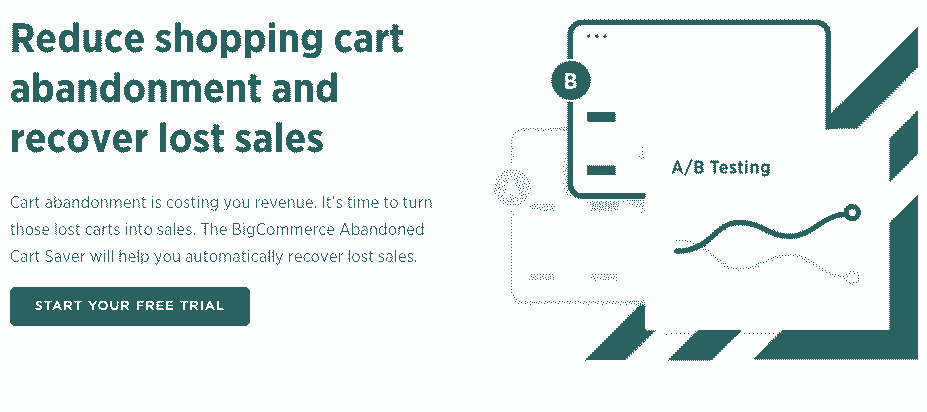 Reduce shopping cart
abandonment and
recover lost sales
Cart abandonment is costing you revenue. It's time to turn
those lost carts into sales. The BigCommerce Abandoned
Cart Saver will help you automatically recover lost sales.
START YOUR FREE TRIAL
B
A
A/B Testing